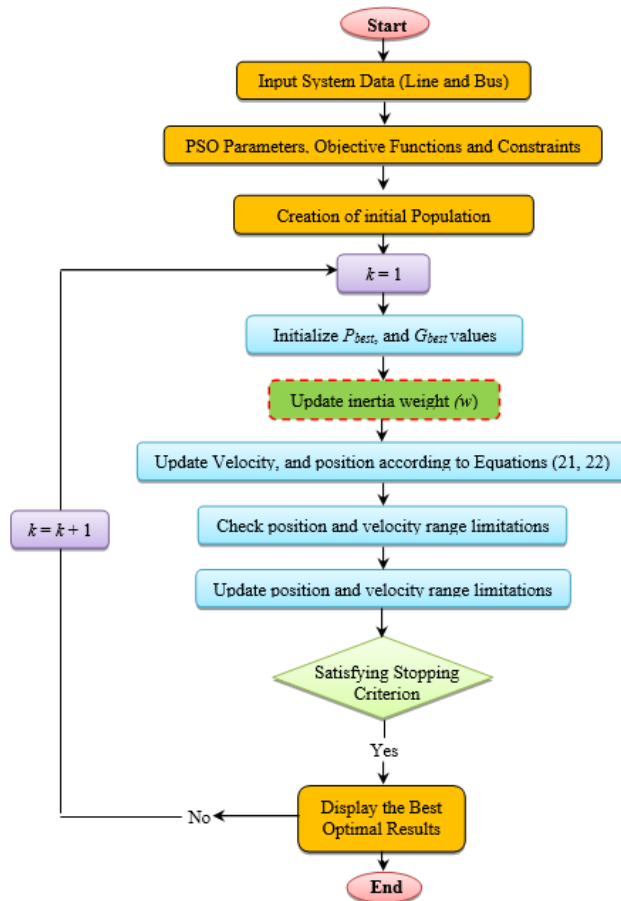 Start
Input System Data (Line and Bus)
PSO Parameters, Objective Functions and Constraints
Creation of initial Population
k = 1
Initialize Pbest, and Gbest values
Update inertia weight (w)
Update Velocity, and position according to Equations (21, 22)
Check position and velocity range limitations
k = k + 1
Update position and velocity range limitations
Satisfying Stopping
Criterion
Yes
Display the Best
Optimal Results
No
End